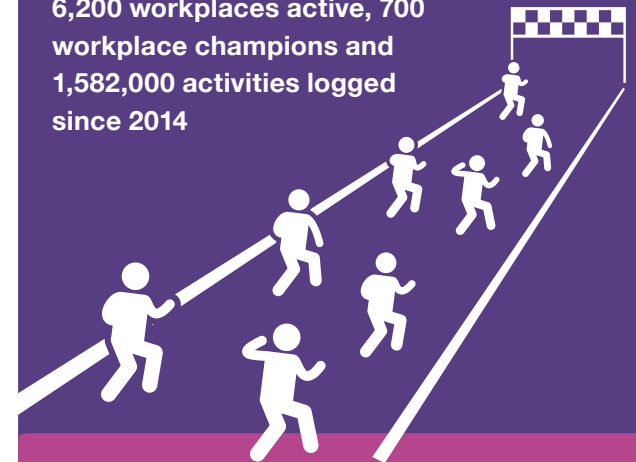 6,200 workplaces active, 700
workplace champions and
1,582,000 activities logged
since 2014